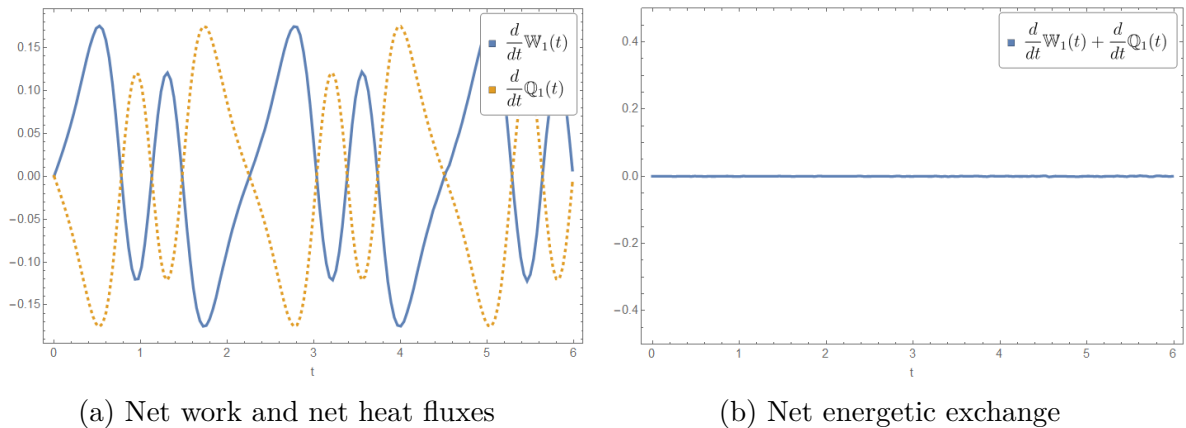 0.15
0.10
0.05
0.00
−0.05
−0.10
−0.15
0 1 2 3 4 5 6
t
d/dt 𝕎₁(t)
d/dt ℚ₁(t)
(a) Net work and net heat fluxes
0.4
0.2
0.0
−0.2
−0.4
0 1 2 3 4 5 6
t
d/dt 𝕎₁(t) + d/dt ℚ₁(t)
(b) Net energetic exchange